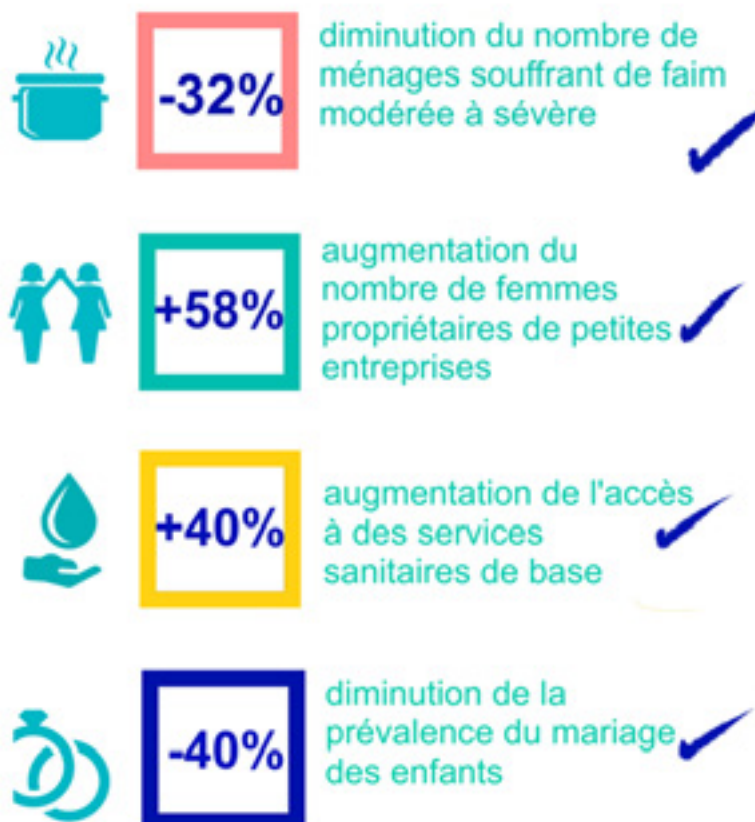 -32%
diminution du nombre de
ménages souffrant de faim
modérée à sévère
+58%
augmentation du
nombre de femmes
propriétaires de petites
entreprises
+40%
augmentation de l'accès
à des services
sanitaires de base
-40%
diminution de la
prévalence du mariage
des enfants